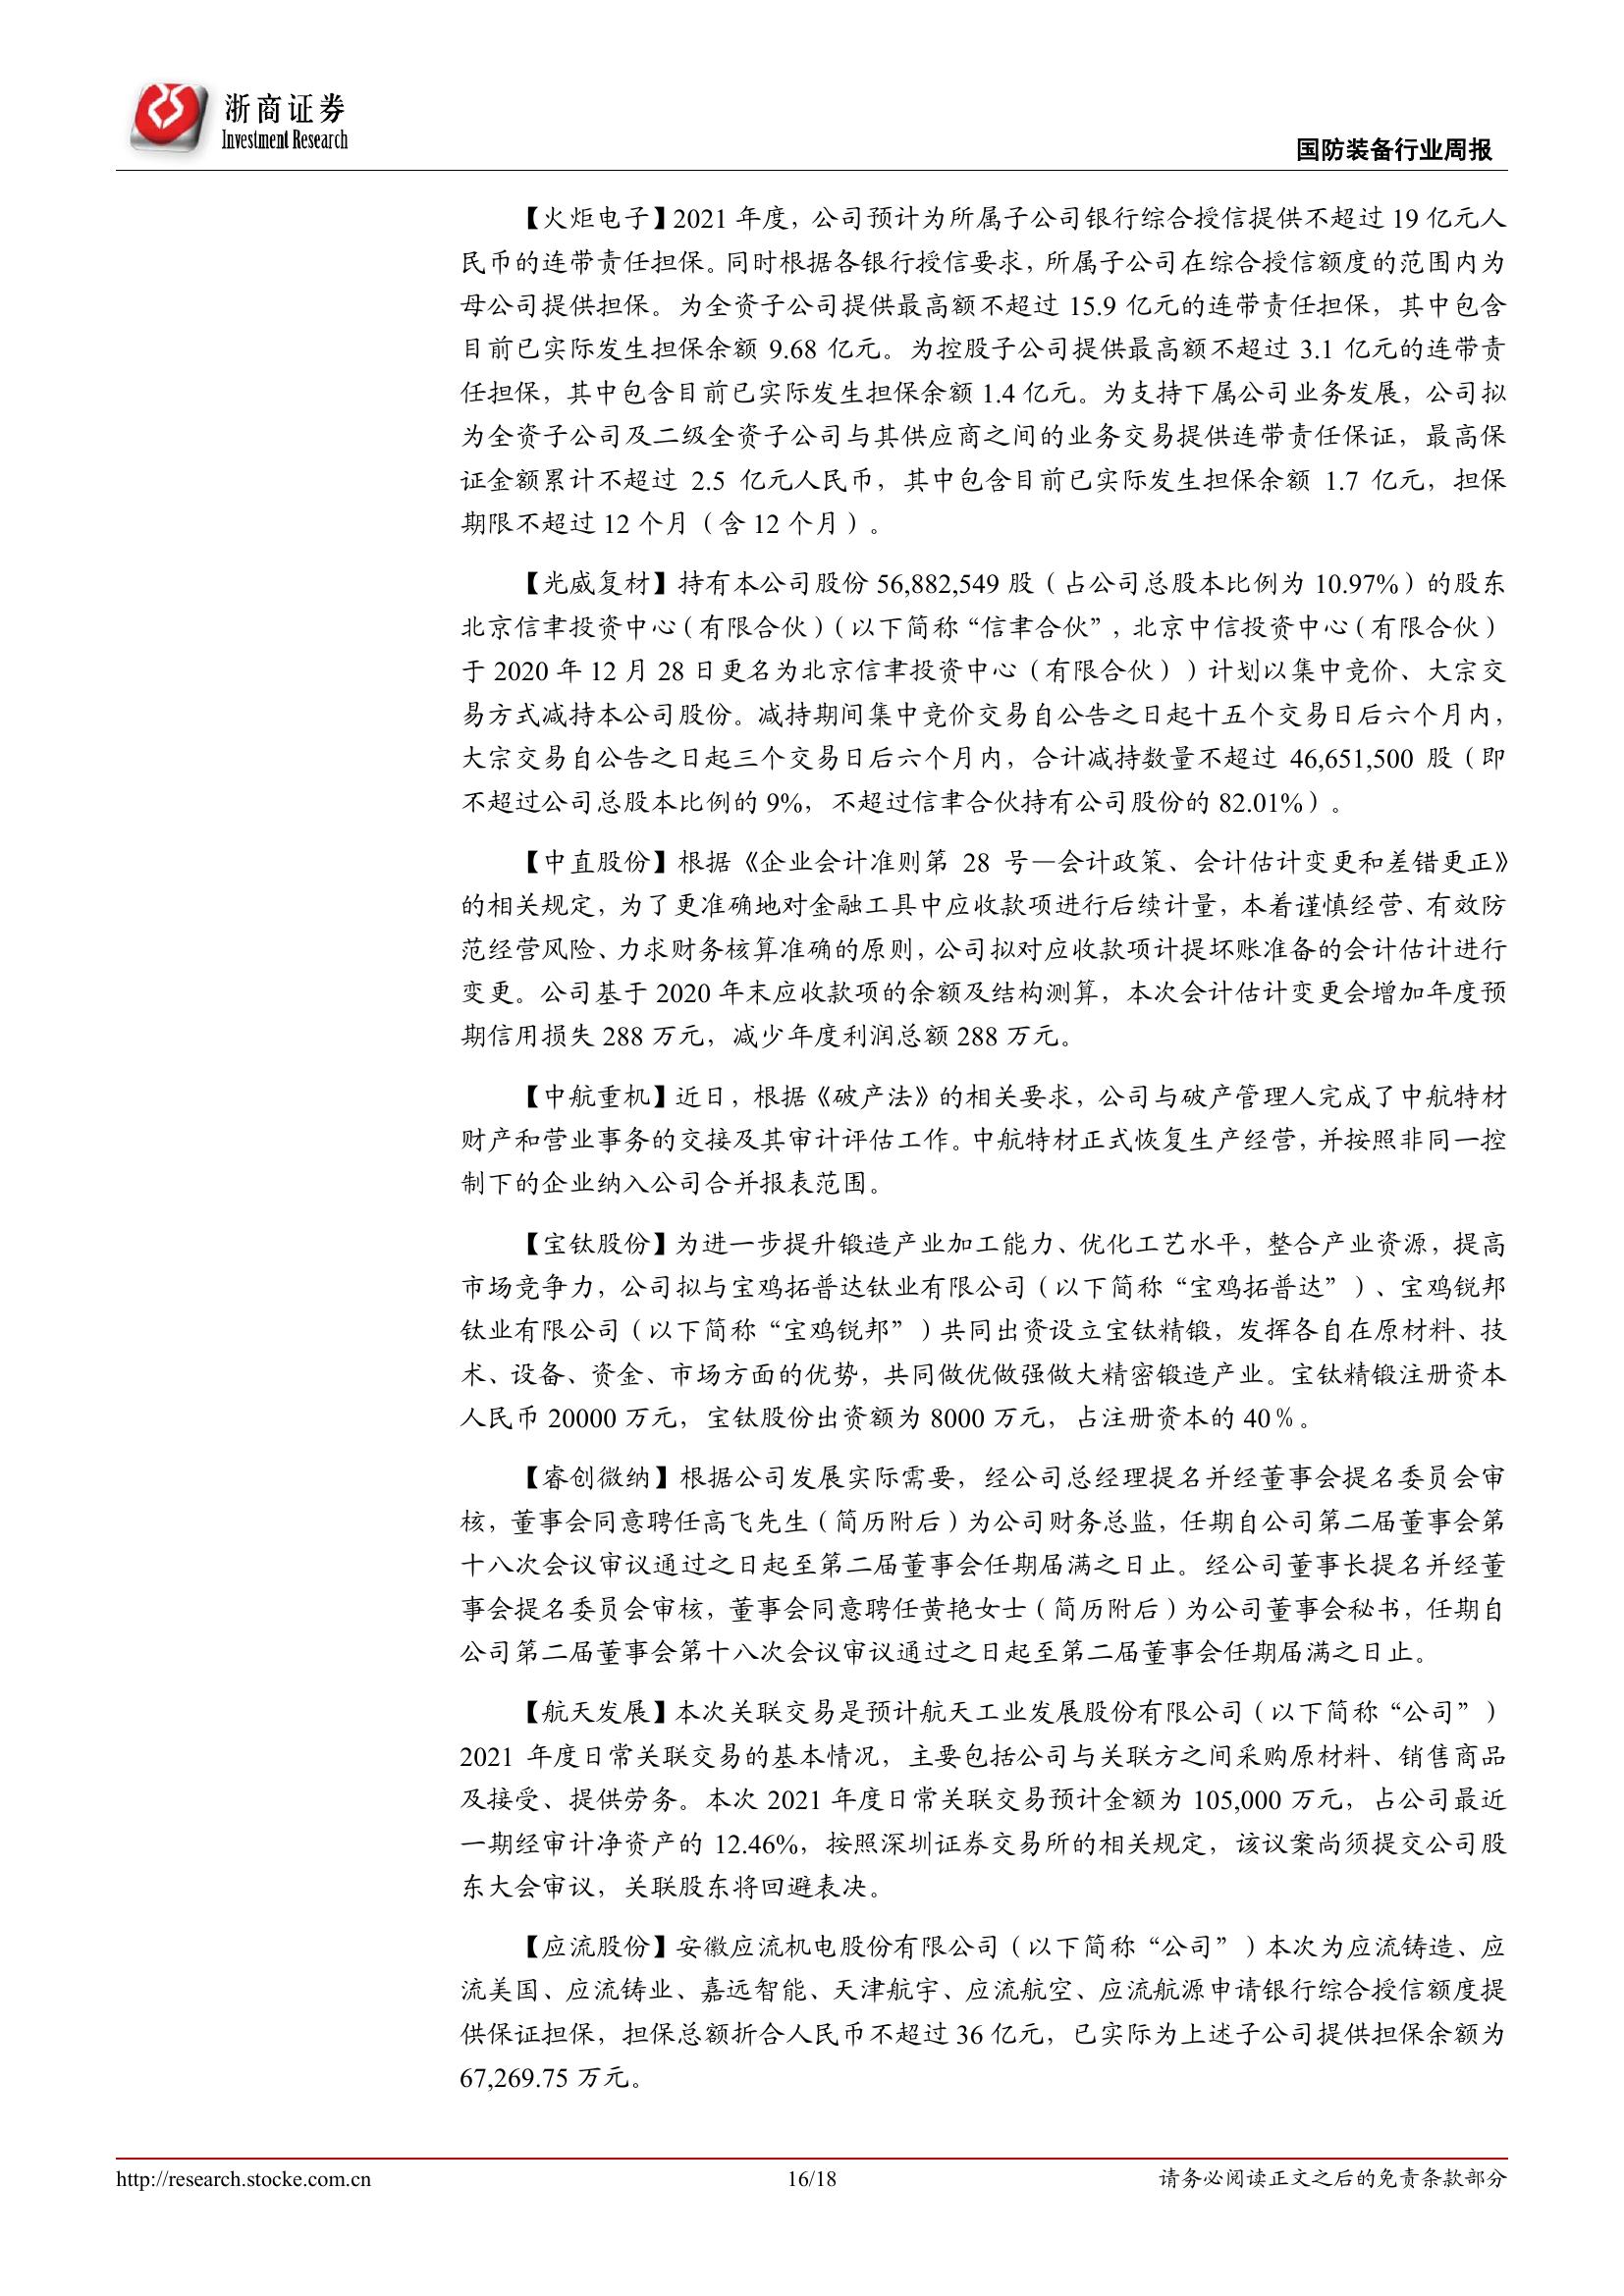 浙商证券
Investment Research
国防装备行业周报
【火炬电子】2021 年度，公司预计为所属子公司银行综合授信提供不超过 19 亿元人
民币的连带责任担保。同时根据各银行授信要求，所属子公司在综合授信额度的范围内为
母公司提供担保。为全资子公司提供最高额不超过 15.9 亿元的连带责任担保，其中包含
目前已实际发生担保余额 9.68 亿元。为控股子公司提供最高额不超过 3.1 亿元的连带责
任担保，其中包含目前已实际发生担保余额 1.4 亿元。为支持下属公司业务发展，公司拟
为全资子公司及二级全资子公司与其供应商之间的业务交易提供连带责任保证，最高保
证金额累计不超过 2.5 亿元人民币，其中包含目前已实际发生担保余额 1.7 亿元，担保
期限不超过 12 个月（含 12 个月）。
【光威复材】持有本公司股份 56,882,549 股（占公司总股本比例为 10.97%）的股东
北京信聿投资中心（有限合伙）（以下简称“信聿合伙”，北京中信投资中心（有限合伙）
于 2020 年 12 月 28 日更名为北京信聿投资中心（有限合伙））计划以集中竞价、大宗交
易方式减持本公司股份。减持期间集中竞价交易自公告之日起十五个交易日后六个月内，
大宗交易自公告之日起三个交易日后六个月内，合计减持数量不超过 46,651,500 股（即
不超过公司总股本比例的 9%，不超过信聿合伙持有公司股份的 82.01%）。
【中直股份】根据《企业会计准则第 28 号—会计政策、会计估计变更和差错更正》
的相关规定，为了更准确地对金融工具中应收款项进行后续计量，本着谨慎经营、有效防
范经营风险、力求财务核算准确的原则，公司拟对应收款项计提坏账准备的会计估计进行
变更。公司基于 2020 年末应收款项的余额及结构测算，本次会计估计变更会增加年度预
期信用损失 288 万元，减少年度利润总额 288 万元。
【中航重机】近日，根据《破产法》的相关要求，公司与破产管理人完成了中航特材
财产和营业事务的交接及其审计评估工作。中航特材正式恢复生产经营，并按照非同一控
制下的企业纳入公司合并报表范围。
【宝钛股份】为进一步提升锻造产业加工能力、优化工艺水平，整合产业资源，提高
市场竞争力，公司拟与宝鸡拓普达钛业有限公司（以下简称“宝鸡拓普达”）、宝鸡锐邦
钛业有限公司（以下简称“宝鸡锐邦”）共同出资设立宝钛精锻，发挥各自在原材料、技
术、设备、资金、市场方面的优势，共同做优做强做大精密锻造产业。宝钛精锻注册资本
人民币 20000 万元，宝钛股份出资额为 8000 万元，占注册资本的 40％。
【睿创微纳】根据公司发展实际需要，经公司总经理提名并经董事会提名委员会审
核，董事会同意聘任高飞先生（简历附后）为公司财务总监，任期自公司第二届董事会第
十八次会议审议通过之日起至第二届董事会任期届满之日止。经公司董事长提名并经董
事会提名委员会审核，董事会同意聘任黄艳女士（简历附后）为公司董事会秘书，任期自
公司第二届董事会第十八次会议审议通过之日起至第二届董事会任期届满之日止。
【航天发展】本次关联交易是预计航天工业发展股份有限公司（以下简称“公司”）
2021 年度日常关联交易的基本情况，主要包括公司与关联方之间采购原材料、销售商品
及接受、提供劳务。本次 2021 年度日常关联交易预计金额为 105,000 万元，占公司最近
一期经审计净资产的 12.46%，按照深圳证券交易所的相关规定，该议案尚须提交公司股
东大会审议，关联股东将回避表决。
【应流股份】安徽应流机电股份有限公司（以下简称“公司”）本次为应流铸造、应
流美国、应流铸业、嘉远智能、天津航宇、应流航空、应流航源申请银行综合授信额度提
供保证担保，担保总额折合人民币不超过 36 亿元，已实际为上述子公司提供担保余额为
67,269.75 万元。
http://research.stocke.com.cn
16/18
请务必阅读正文之后的免责条款部分